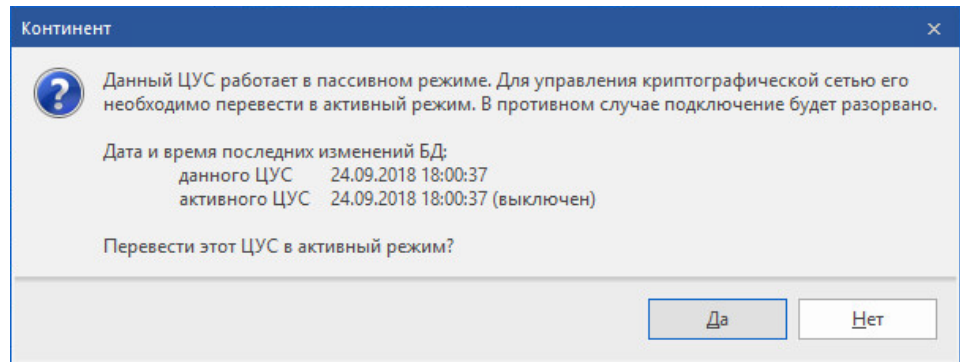 Континент
Данный ЦУС работает в пассивном режиме. Для управления криптографической сетью его
необходимо перевести в активный режим. В противном случае подключение будет разорвано.
Дата и время последних изменений БД:
данного ЦУС 24.09.2018 18:00:37
активного ЦУС 24.09.2018 18:00:37 (выключен)
Перевести этот ЦУС в активный режим?
Да Нет